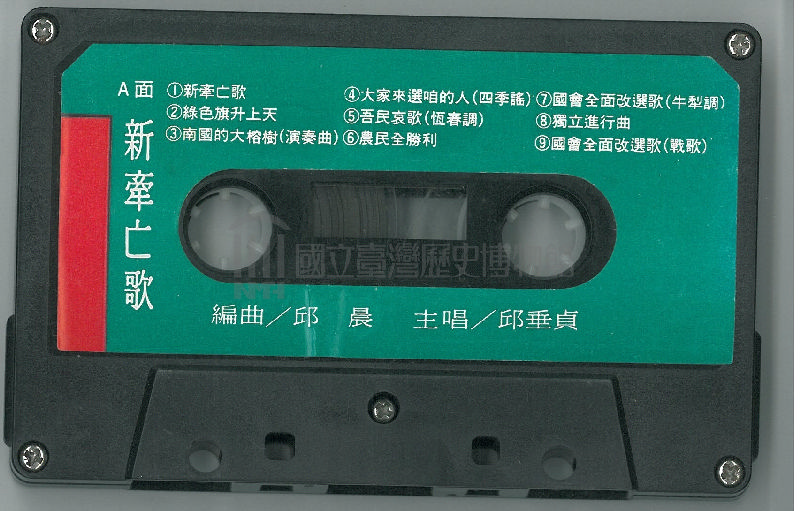 A面
①新牽亡歌
②綠色旗升上天
③南國的大榕樹(演奏曲)
④大家來選咱的人(四季謠)
⑤吾民哀歌(恆春調)
⑥農民全勝利
⑦國會全面改選歌(牛犁調)
⑧獨立進行曲
⑨國會全面改選歌(戰歌)
新牽亡歌
國立臺灣歷史博物館
編曲／邱 晨 主唱／邱垂貞